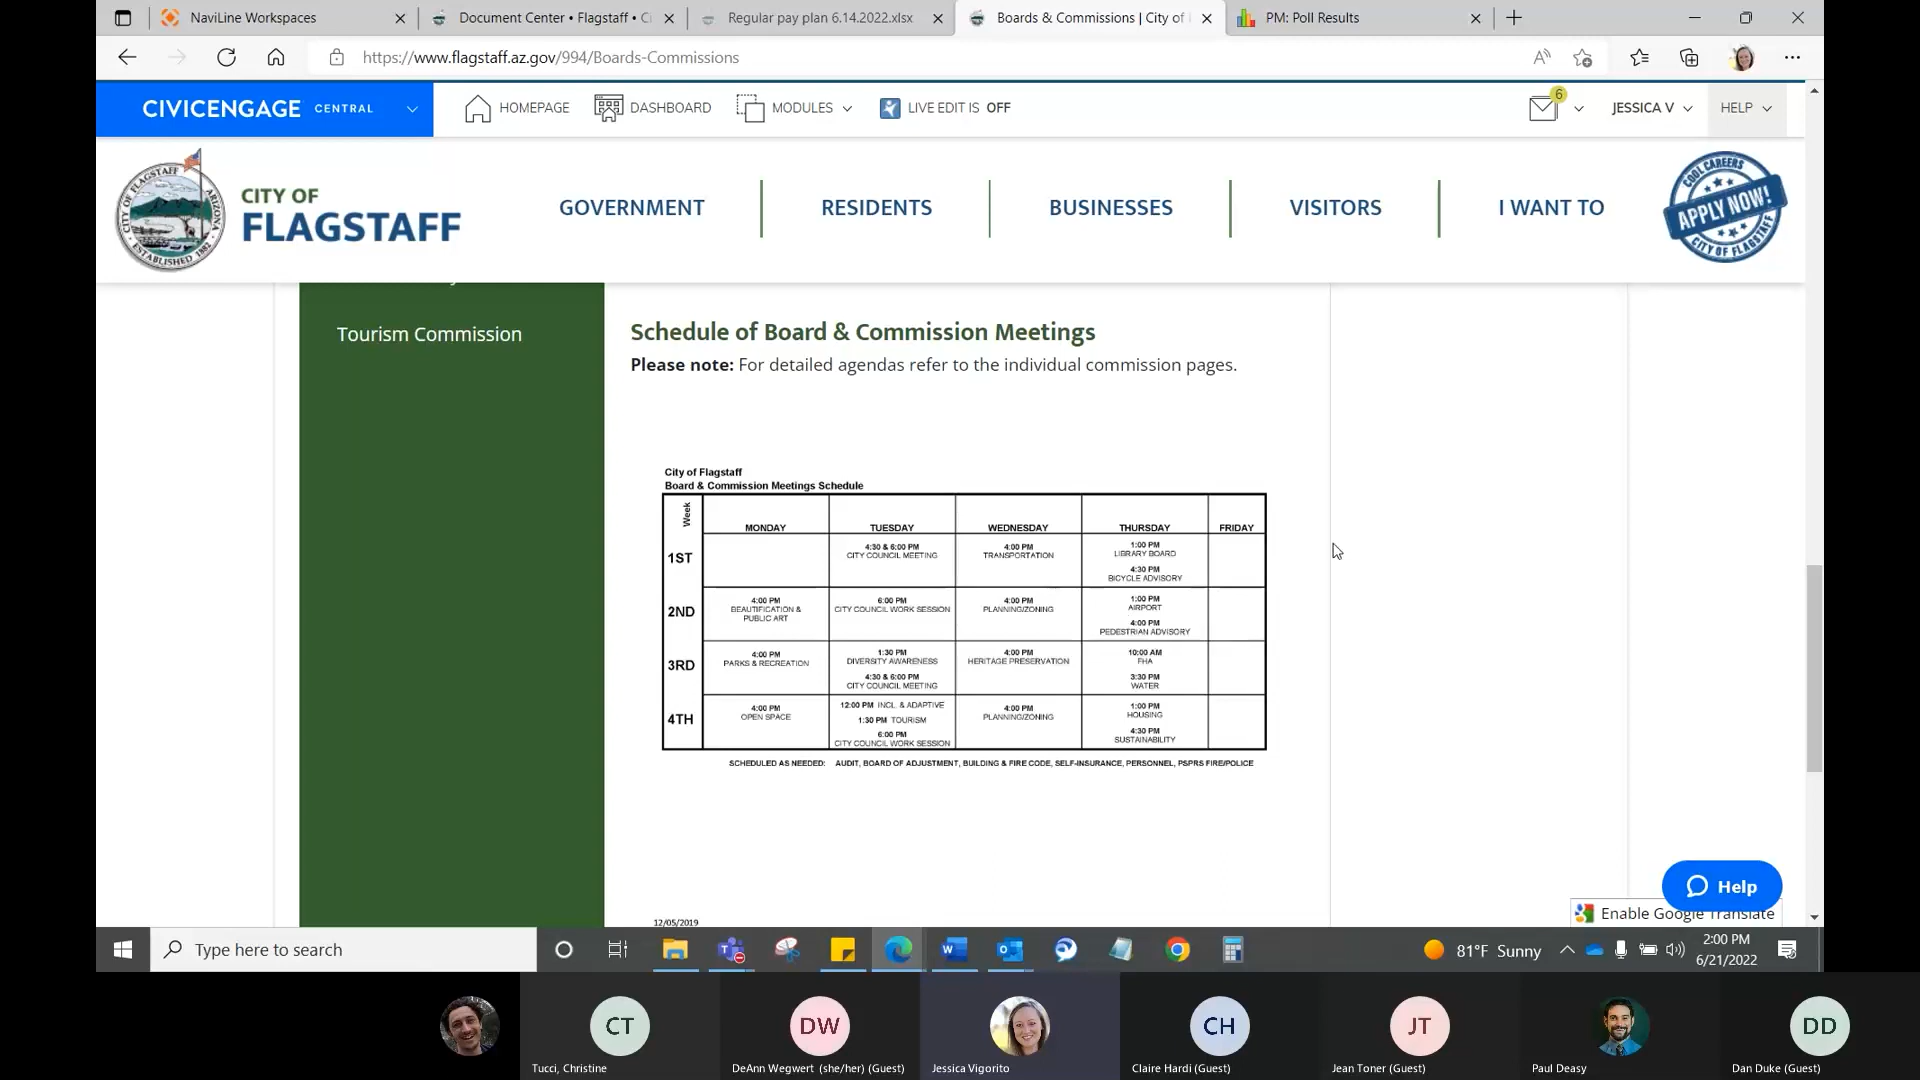 NaviLine Workspaces
Document Center • Flagstaff • Ci
Regular pay plan 6.14.2022.xlsx
Boards & Commissions | City of
PM: Poll Results
https://www.flagstaff.az.gov/994/Boards-Commissions
CIVICENGAGE CENTRAL
HOMEPAGE
DASHBOARD
MODULES
LIVE EDIT IS OFF
6
JESSICA V
HELP
CITY OF FLAGSTAFF ARIZONA
ESTABLISHED 1882
CITY OF
FLAGSTAFF
GOVERNMENT
RESIDENTS
BUSINESSES
VISITORS
I WANT TO
COOL CAREERS
APPLY NOW!
CITY OF FLAGSTAFF
Tourism Commission
Schedule of Board & Commission Meetings
Please note: For detailed agendas refer to the individual commission pages.
City of Flagstaff
Board & Commission Meetings Schedule
Week
MONDAY
TUESDAY
WEDNESDAY
THURSDAY
FRIDAY
1ST
4:30 & 6:00 PM
CITY COUNCIL MEETING
4:00 PM
TRANSPORTATION
1:00 PM
LIBRARY BOARD
4:30 PM
BICYCLE ADVISORY
2ND
4:00 PM
BEAUTIFICATION &
PUBLIC ART
6:00 PM
CITY COUNCIL WORK SESSION
4:00 PM
PLANNING/ZONING
1:00 PM
AIRPORT
4:00 PM
PEDESTRIAN ADVISORY
3RD
4:00 PM
PARKS & RECREATION
1:30 PM
DIVERSITY AWARENESS
4:30 & 6:00 PM
CITY COUNCIL MEETING
4:00 PM
HERITAGE PRESERVATION
10:00 AM
FHA
3:30 PM
WATER
4TH
4:00 PM
OPEN SPACE
12:00 PM INCL. & ADAPTIVE
1:30 PM TOURISM
6:00 PM
CITY COUNCIL WORK SESSION
4:00 PM
PLANNING/ZONING
1:00 PM
HOUSING
4:30 PM
SUSTAINABILITY
SCHEDULED AS NEEDED: AUDIT, BOARD OF ADJUSTMENT, BUILDING & FIRE CODE, SELF-INSURANCE, PERSONNEL, PSPRS FIRE/POLICE
12/05/2019
Help
Enable Google Translate
Type here to search
81°F Sunny
2:00 PM
6/21/2022
CT
DW
CH
JT
DD
Tucci, Christine
DeAnn Wegwert (she/her) (Guest)
Jessica Vigorito
Claire Hardi (Guest)
Jean Toner (Guest)
Paul Deasy
Dan Duke (Guest)